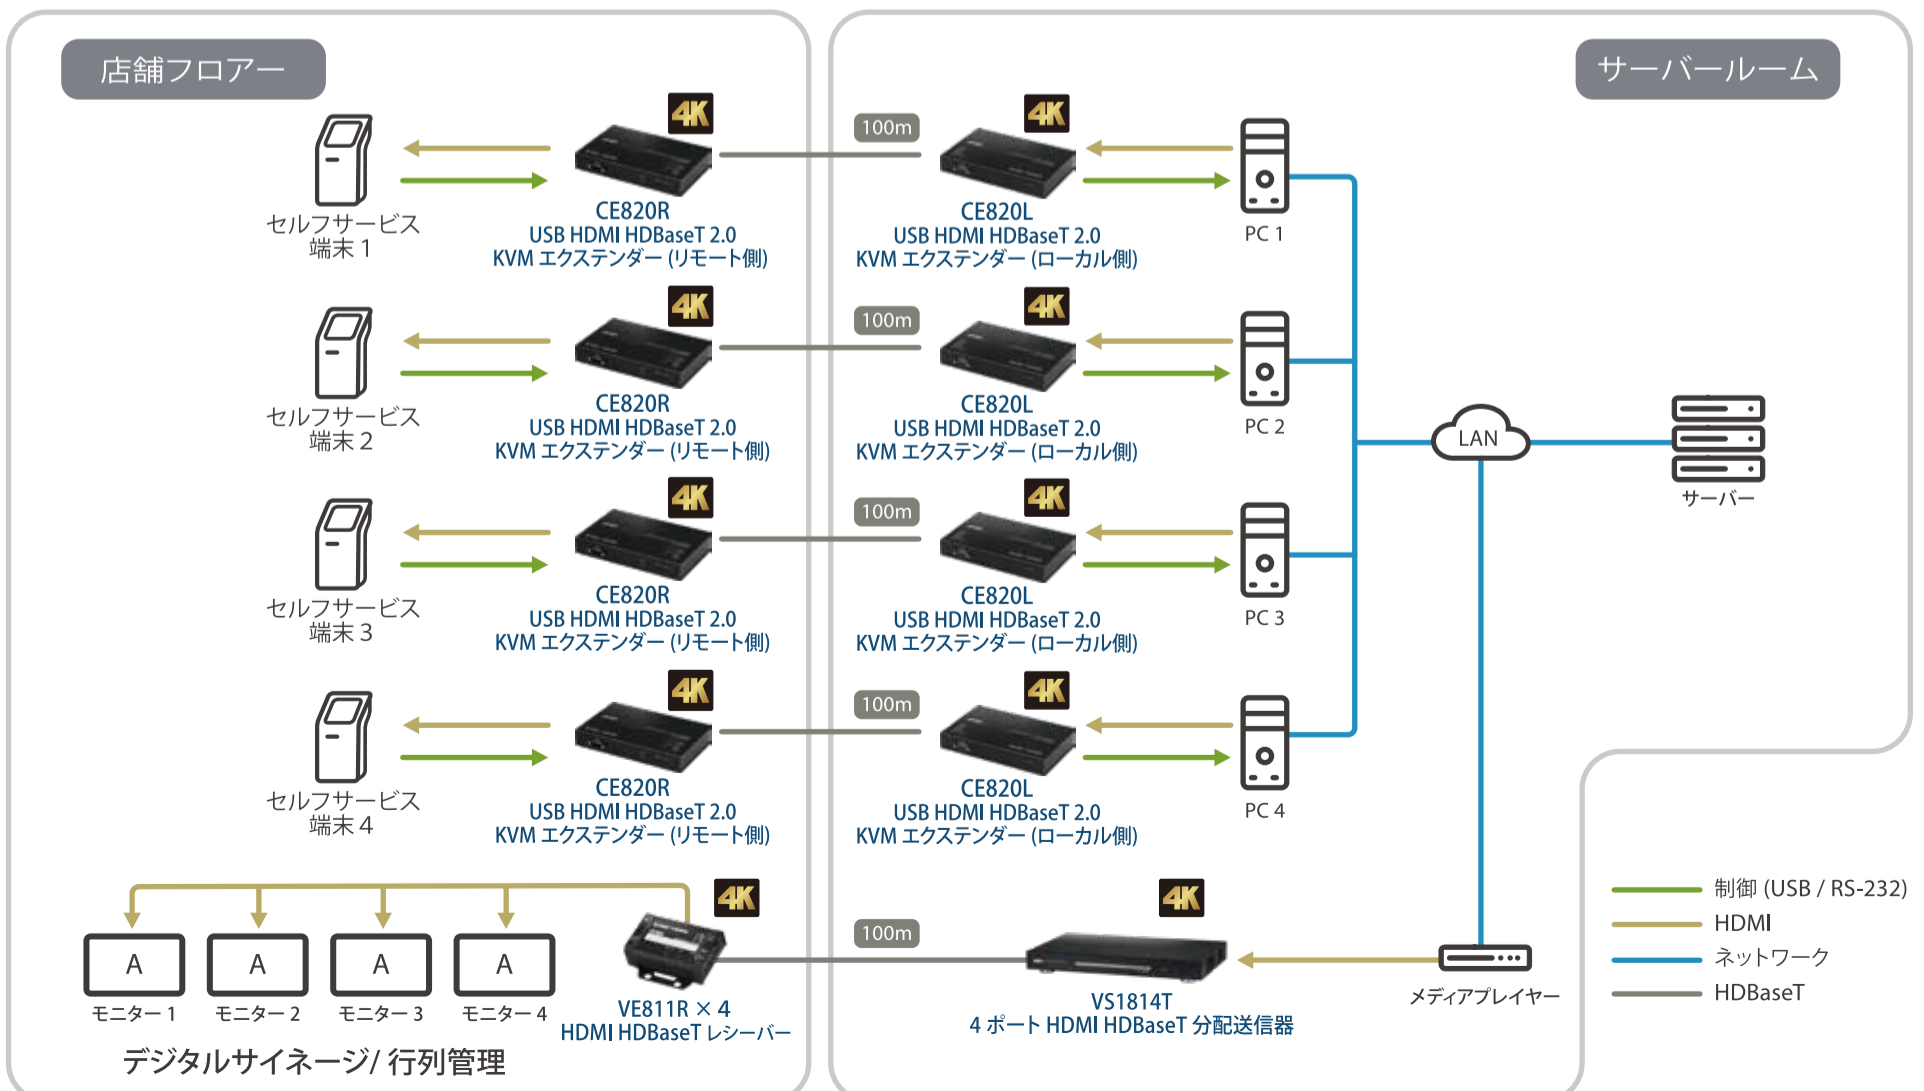 店舗フロアー
サーバールーム
4K
100m
4K
セルフサービス
端末 1
CE820R
USB HDMI HDBaseT 2.0
KVM エクステンダー (リモート側)
CE820L
USB HDMI HDBaseT 2.0
KVM エクステンダー (ローカル側)
PC 1
4K
100m
4K
セルフサービス
端末 2
CE820R
USB HDMI HDBaseT 2.0
KVM エクステンダー (リモート側)
CE820L
USB HDMI HDBaseT 2.0
KVM エクステンダー (ローカル側)
PC 2
LAN
サーバー
4K
100m
4K
セルフサービス
端末 3
CE820R
USB HDMI HDBaseT 2.0
KVM エクステンダー (リモート側)
CE820L
USB HDMI HDBaseT 2.0
KVM エクステンダー (ローカル側)
PC 3
4K
100m
4K
セルフサービス
端末 4
CE820R
USB HDMI HDBaseT 2.0
KVM エクステンダー (リモート側)
CE820L
USB HDMI HDBaseT 2.0
KVM エクステンダー (ローカル側)
PC 4
4K
100m
4K
A
A
A
A
モニター 1
モニター 2
モニター 3
モニター 4
VE811R × 4
HDMI HDBaseT レシーバー
VS1814T
4 ポート HDMI HDBaseT 分配送信器
メディアプレイヤー
デジタルサイネージ/ 行列管理
制御 (USB / RS-232)
HDMI
ネットワーク
HDBaseT